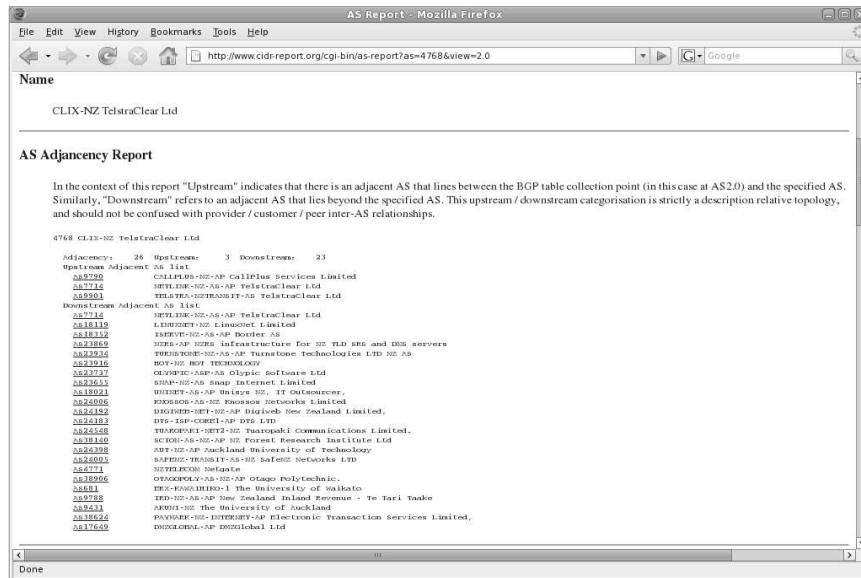 AS Report - Mozilla Firefox
File Edit View History Bookmarks Tools Help
http://www.cidr-report.org/cgi-bin/as-report?as=4768&view=2.0
G Google
Name
CLIX-NZ TelstraClear Ltd
AS Adjancency Report
In the context of this report "Upstream" indicates that there is an adjacent AS that lines between the BGP table collection point (in this case at AS2.0) and the specified AS.
Similarly, "Downstream" refers to an adjacent AS that lies beyond the specified AS. This upstream / downstream categorisation is strictly a description relative topology,
and should not be confused with provider / customer / peer inter-AS relationships.
4768 CLIX-NZ TelstraClear Ltd
Adjacency: 26 Upstream: 3 Downstream: 23
Upstream Adjacent AS list
AS9790 CALLPLUS-NZ-AP CallPlus Services Limited
AS7714 NETLINK-NZ-AS-AP TelstraClear Ltd
AS9901 TELSTRA-NZTRANSIT-AS TelstraClear Ltd
Downstream Adjacent AS list
AS7714 NETLINK-NZ-AS-AP TelstraClear Ltd
AS18119 LINUXNET-NZ LinuxNet Limited
AS18352 ISERVE-NZ-AS-AP Border AS
AS23869 NZRS-AP NZRS infrastructure for NZ TLD SRS and DNS servers
AS23934 TURNSTONE-NZ-AS-AP Turnstone Technologies LTD NZ AS
AS23916 HOT-NZ HOT TECHNOLOGY
AS23737 OLYMPIC-ASP-AS Olypic Software Ltd
AS23655 SNAP-NZ-AS Snap Internet Limited
AS18021 UNINET-AS-AP Unisys NZ, IT Outsourcer,
AS24006 KNOSSOS-AS-NZ Knossos Networks Limited
AS24192 DIGIWEB-NET-NZ-AP Digiweb New Zealand Limited,
AS24183 DTS-ISP-CORE1-AP DTS LTD
AS24548 TUAROPAKI-NET2-NZ Tuaropaki Communications Limited.
AS38140 SCION-AS-NZ-AP NZ Forest Research Institute Ltd
AS24398 AUT-NZ-AP Auckland University of Technology
AS24005 SAFENZ-TRANSIT-AS-NZ SafeNZ Networks LTD
AS4771 NZTELECOM Netgate
AS38906 OTAGOPOLY-AS-NZ-AP Otago Polytechnic.
AS681 ERX-KAWAIHIKO-1 The University of Waikato
AS9788 IRD-NZ-AS-AP New Zealand Inland Revenue - Te Tari Taake
AS9431 AKUNI-NZ The University of Auckland
AS38624 PAYMARK-NZ-INTERNET-AP Electronic Transaction Services Limited,
AS17649 DMZGLOBAL-AP DMZGlobal Ltd
Done